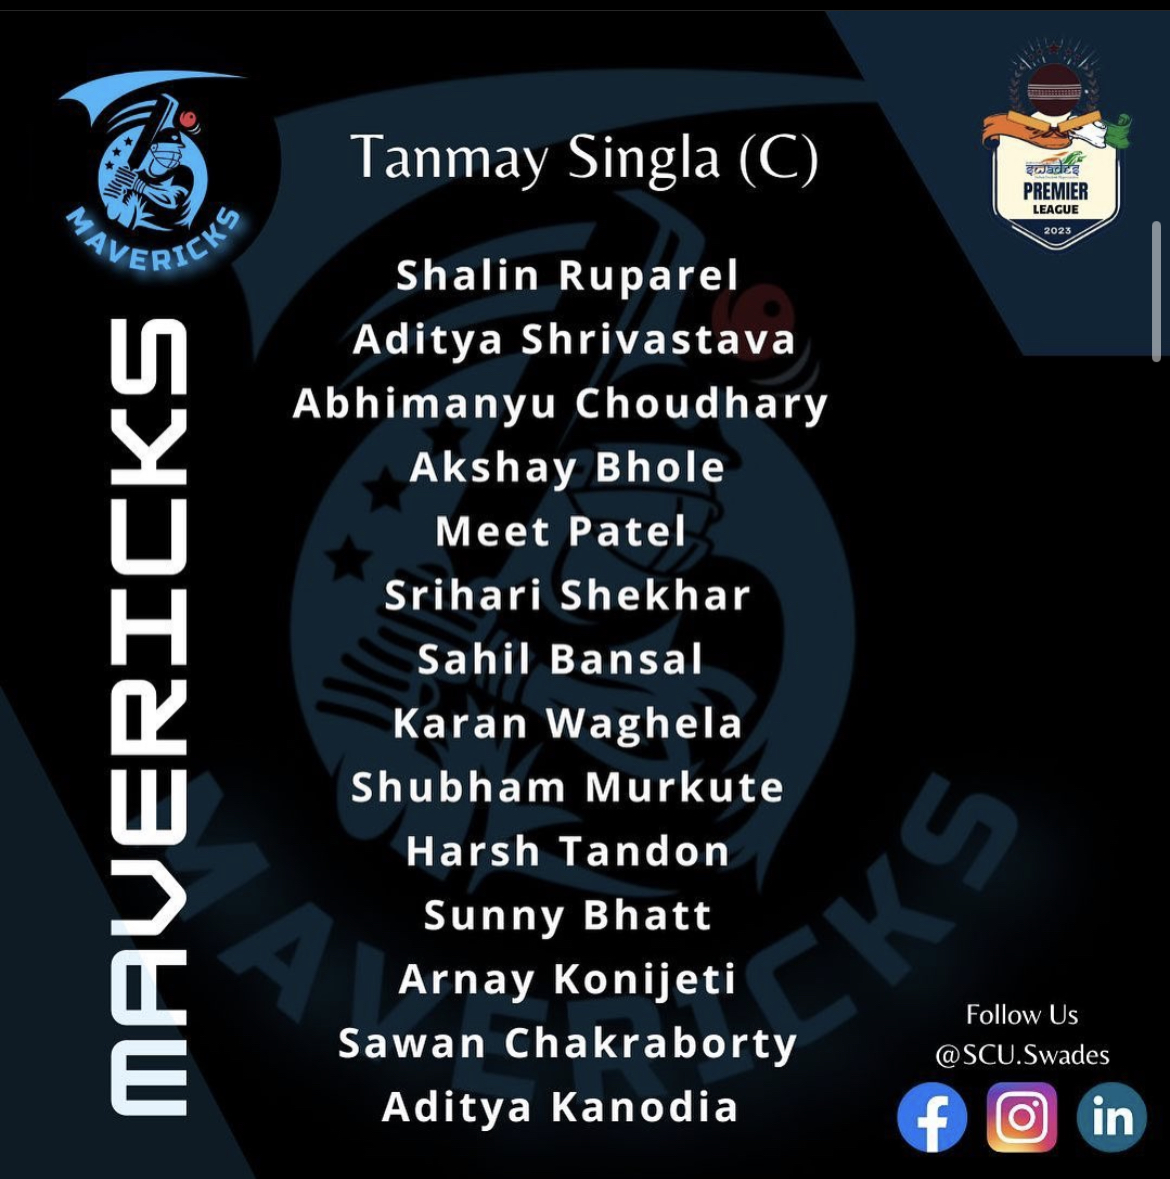 MAVERICKS
swades
PREMIER
LEAGUE
2023
Tanmay Singla (C)
MAVERICKS
Shalin Ruparel
Aditya Shrivastava
Abhimanyu Choudhary
Akshay Bhole
Meet Patel
Srihari Shekhar
Sahil Bansal
Karan Waghela
Shubham Murkute
Harsh Tandon
Sunny Bhatt
Arnay Konijeti
Sawan Chakraborty
Aditya Kanodia
MAVERICKS
Follow Us
@SCU.Swades
f
in